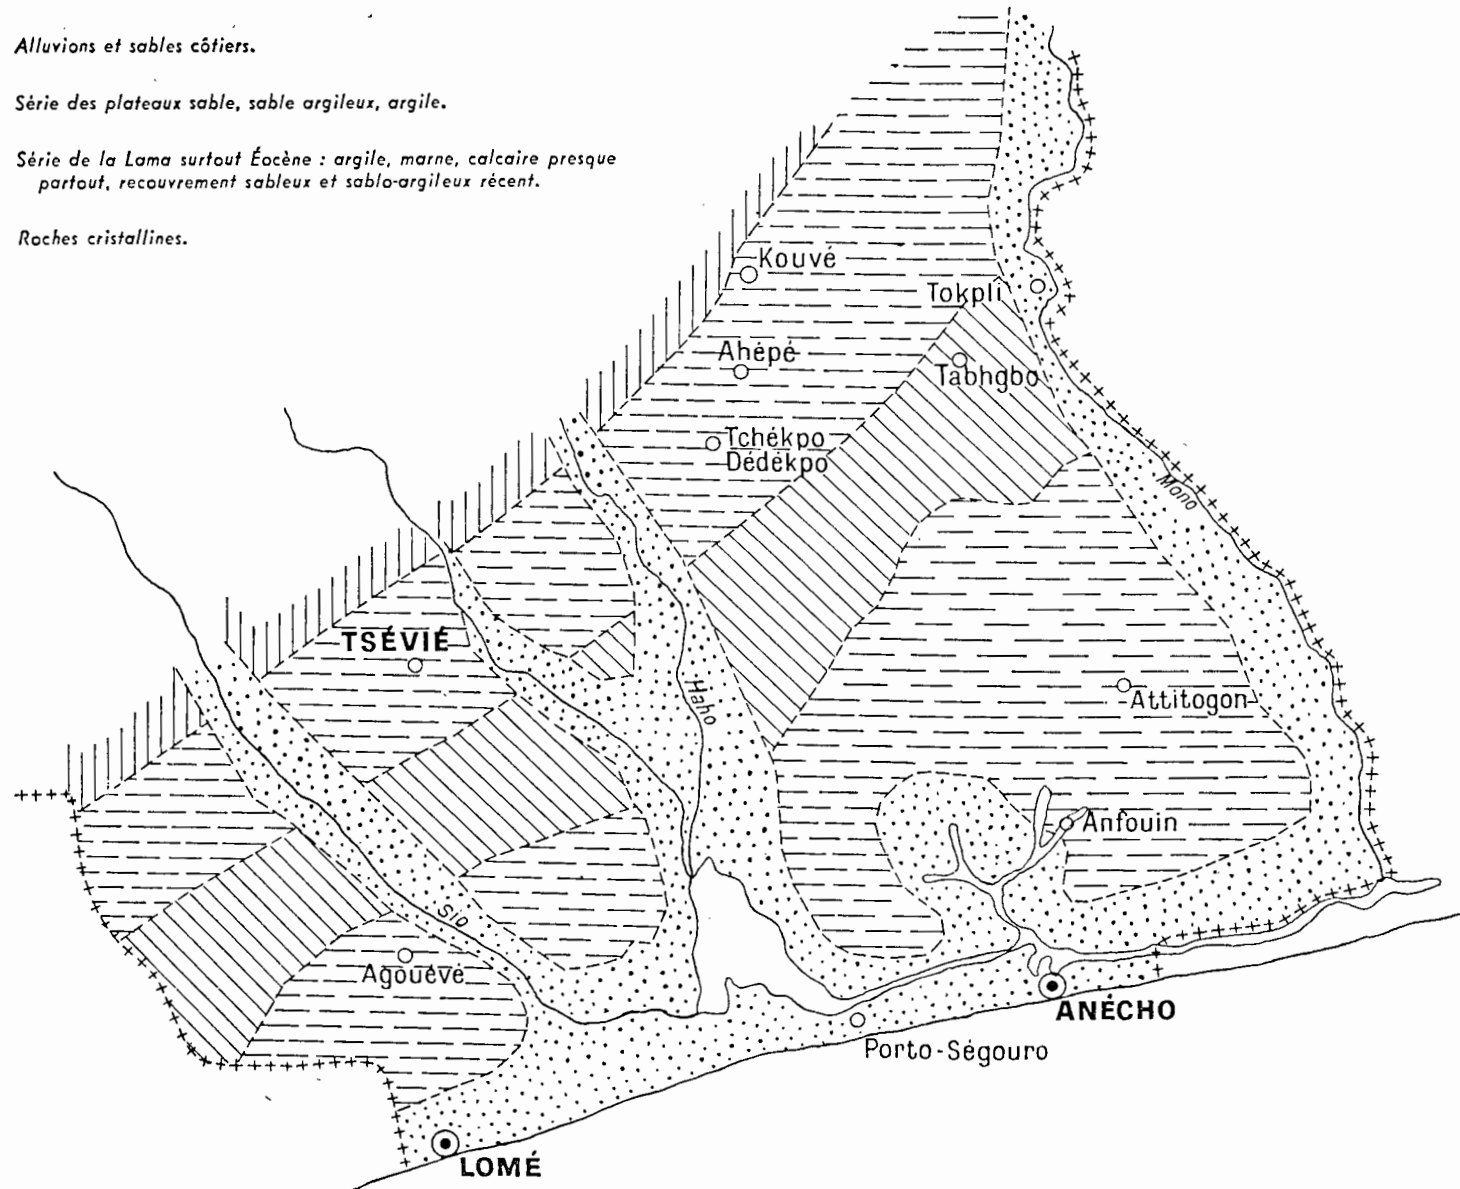 Alluvions et sables côtiers.
Série des plateaux sable, sable argileux, argile.
Série de la Lama surtout Éocène : argile, marne, calcaire presque
partout, recouvrement sableux et sablo-argileux récent.
Roches cristallines.
Kouvé
Tokpli
Ahépé
Tabhgbo
Tchékpo
Dédékpo
Mono
TSÉVIÉ
Haho
Attitogon
Anfouin
Sio
Agouévé
ANÉCHO
Porto-Ségouro
LOMÉ